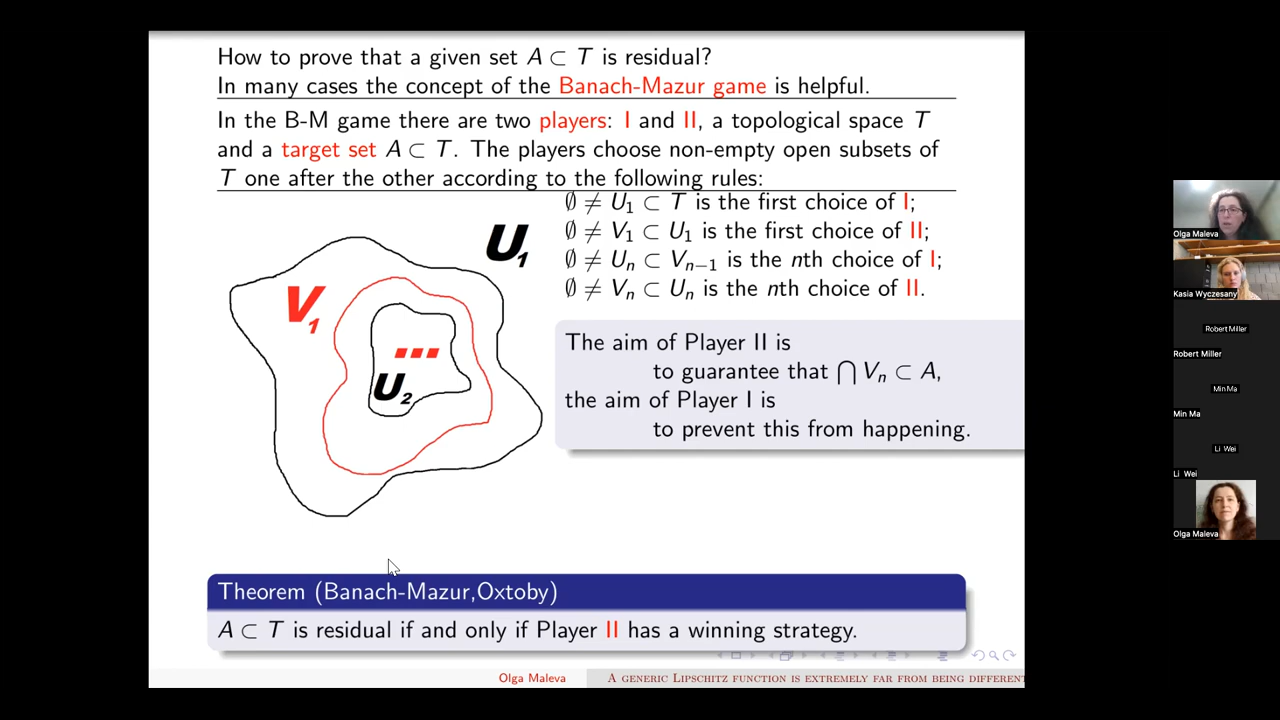 How to prove that a given set A ⊂ T is residual?
In many cases the concept of the Banach-Mazur game is helpful.
In the B-M game there are two players: I and II, a topological space T
and a target set A ⊂ T. The players choose non-empty open subsets of
T one after the other according to the following rules:
∅ ≠ U₁ ⊂ T is the first choice of I;
∅ ≠ V₁ ⊂ U₁ is the first choice of II;
∅ ≠ Uₙ ⊂ Vₙ₋₁ is the nth choice of I;
∅ ≠ Vₙ ⊂ Uₙ is the nth choice of II.
U₁
V₁
...
U₂
The aim of Player II is
to guarantee that ⋂ Vₙ ⊂ A,
the aim of Player I is
to prevent this from happening.
Theorem (Banach-Mazur,Oxtoby)
A ⊂ T is residual if and only if Player II has a winning strategy.
Olga Maleva
A GENERIC LIPSCHITZ FUNCTION IS EXTREMELY FAR FROM BEING DIFFEREN
Olga Maleva
Kasia Wyczesany
Robert Miller
Robert Miller
Min Ma
Min Ma
Li Wei
Li Wei
Olga Maleva